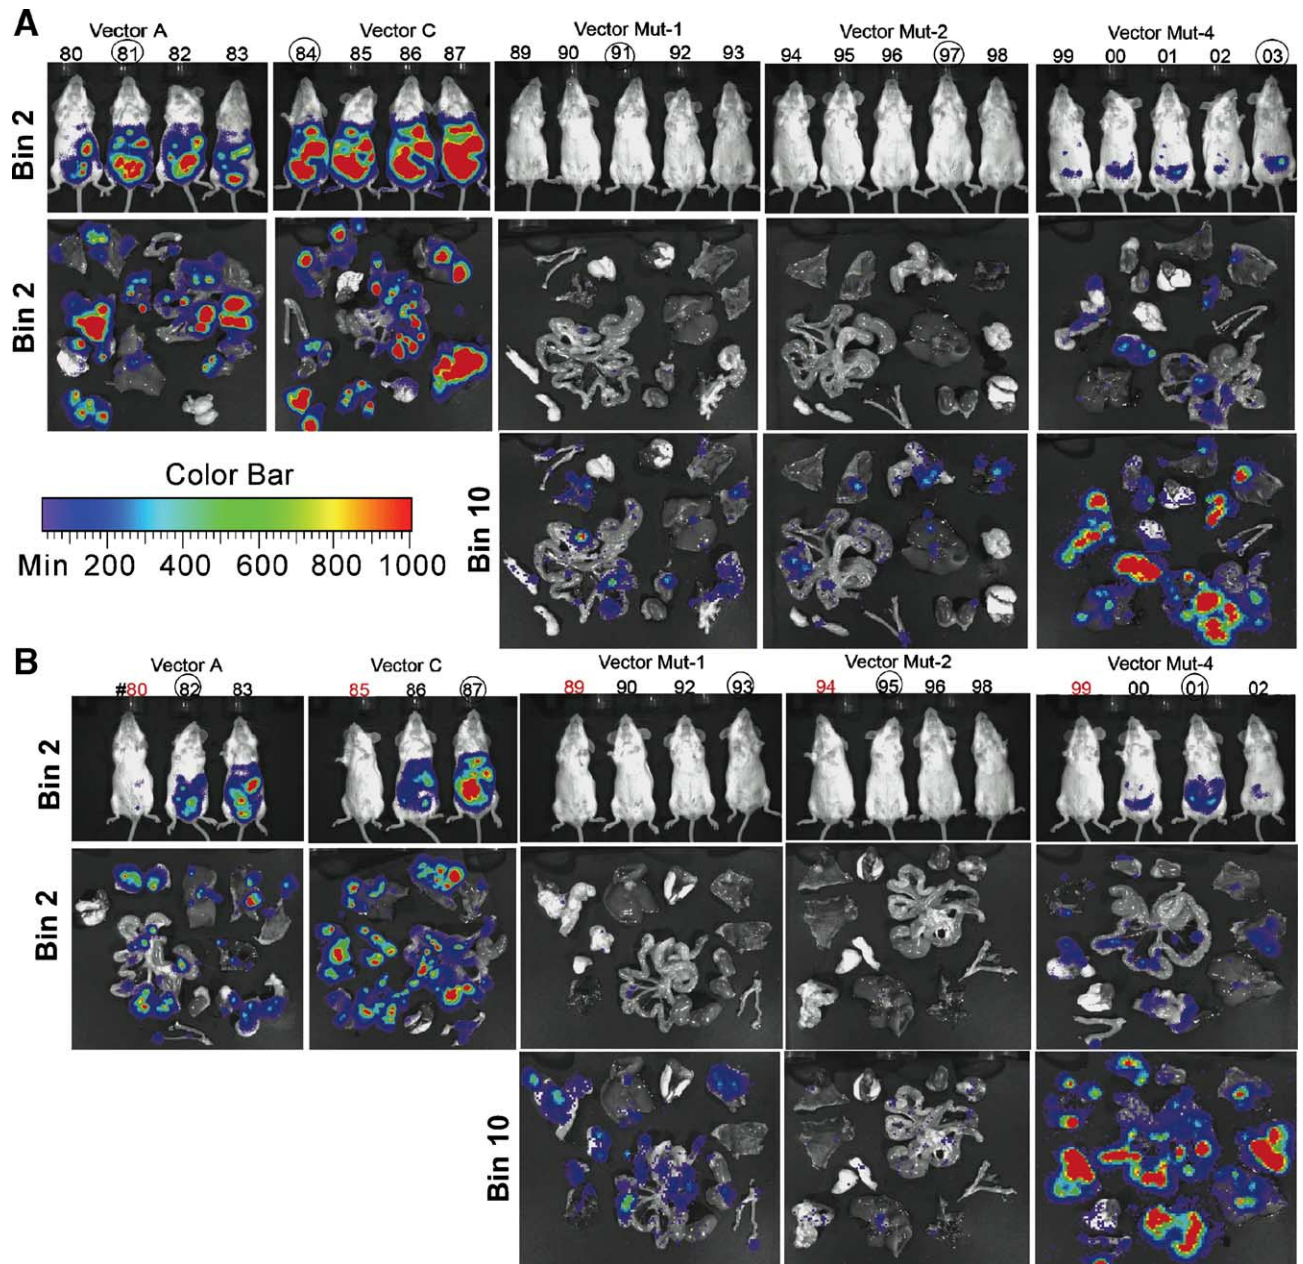 A
Vector A Vector C Vector Mut-1 Vector Mut-2 Vector Mut-4
80 81 82 83 84 85 86 87 89 90 91 92 93 94 95 96 97 98 99 00 01 02 03
Bin 2
Bin 2
Color Bar
Min 200 400 600 800 1000
Bin 10
B
Vector A Vector C Vector Mut-1 Vector Mut-2 Vector Mut-4
#80 82 83 85 86 87 89 90 92 93 94 95 96 98 99 00 01 02
Bin 2
Bin 2
Bin 10